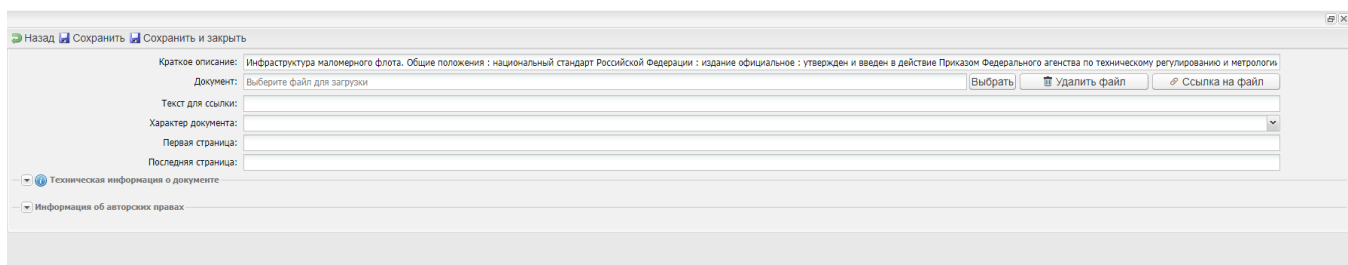 Назад Сохранить Сохранить и закрыть
Краткое описание: Инфраструктура маломерного флота. Общие положения : национальный стандарт Российской Федерации : издание официальное : утвержден и введен в действие Приказом Федерального агенства по техническому регулированию и метрологии
Документ: Выберите файл для загрузки Выбрать Удалить файл Ссылка на файл
Текст для ссылки:
Характер документа:
Первая страница:
Последняя страница:
Техническая информация о документе
Информация об авторских правах